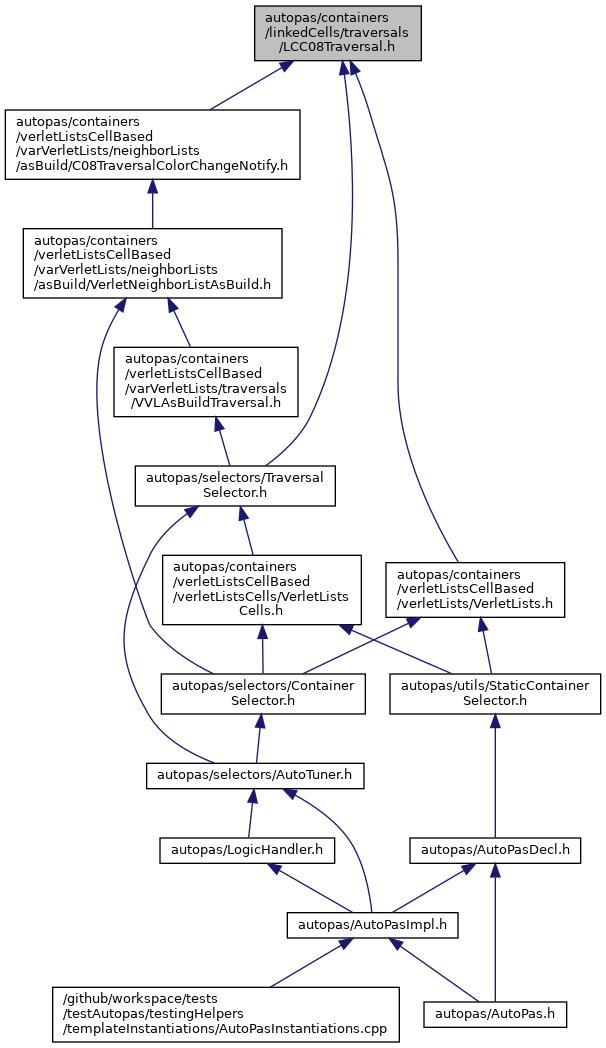 autopas/containers
/linkedCells/traversals
/LCC08Traversal.h
autopas/containers
/verletListsCellBased
/varVerletLists/neighborLists
/asBuild/C08TraversalColorChangeNotify.h
autopas/containers
/verletListsCellBased
/varVerletLists/neighborLists
/asBuild/VerletNeighborListAsBuild.h
autopas/containers
/verletListsCellBased
/varVerletLists/traversals
/VVLAsBuildTraversal.h
autopas/selectors/Traversal
Selector.h
autopas/containers
/verletListsCellBased
/verletListsCells/VerletLists
Cells.h
autopas/containers
/verletListsCellBased
/verletLists/VerletLists.h
autopas/selectors/Container
Selector.h
autopas/utils/StaticContainer
Selector.h
autopas/selectors/AutoTuner.h
autopas/LogicHandler.h
autopas/AutoPasDecl.h
autopas/AutoPasImpl.h
/github/workspace/tests
/testAutopas/testingHelpers
/templateInstantiations/AutoPasInstantiations.cpp
autopas/AutoPas.h